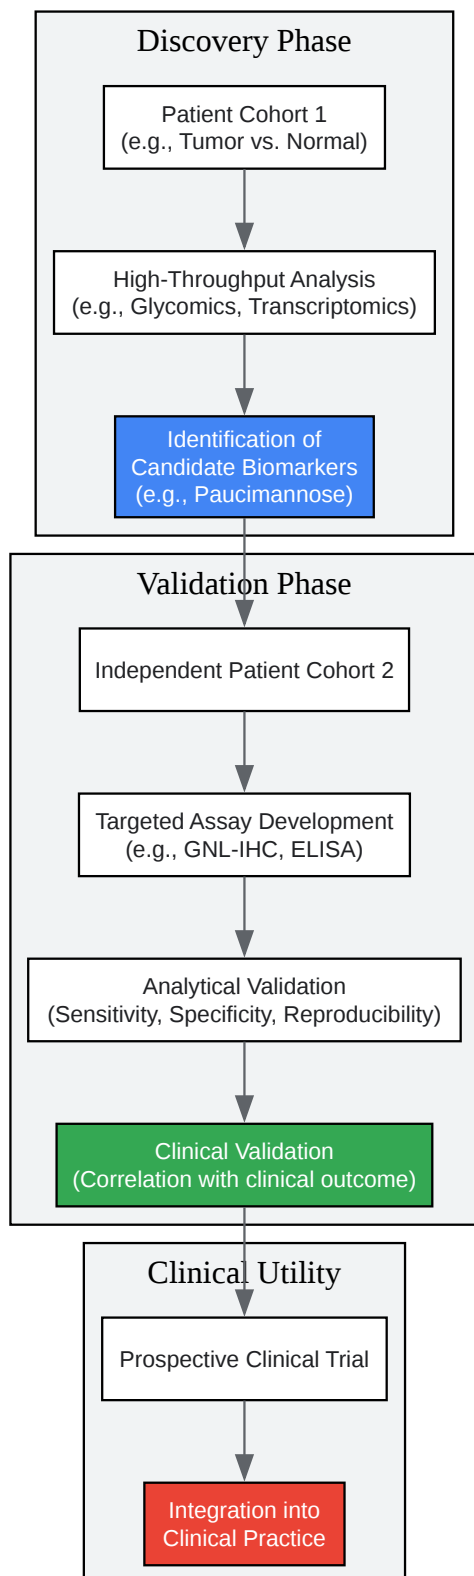 Discovery Phase
Patient Cohort 1
(e.g., Tumor vs. Normal)
High-Throughput Analysis
(e.g., Glycomics, Transcriptomics)
Identification of
Candidate Biomarkers
(e.g., Paucimannose)
Validation Phase
Independent Patient Cohort 2
Targeted Assay Development
(e.g., GNL-IHC, ELISA)
Analytical Validation
(Sensitivity, Specificity, Reproducibility)
Clinical Validation
(Correlation with clinical outcome)
Clinical Utility
Prospective Clinical Trial
Integration into
Clinical Practice